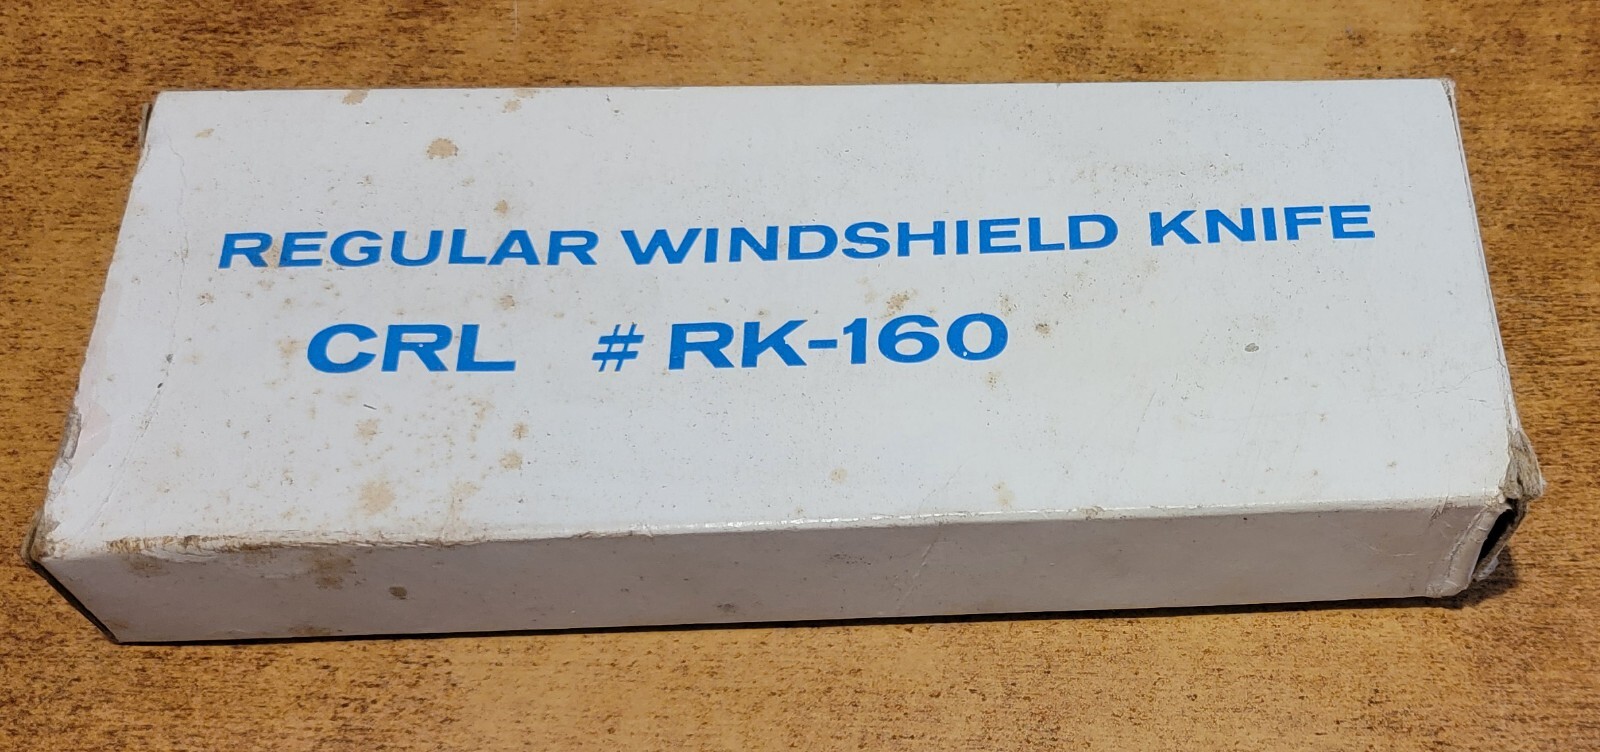 REGULAR WINDSHIELD KNIFE
CRL # RK-160